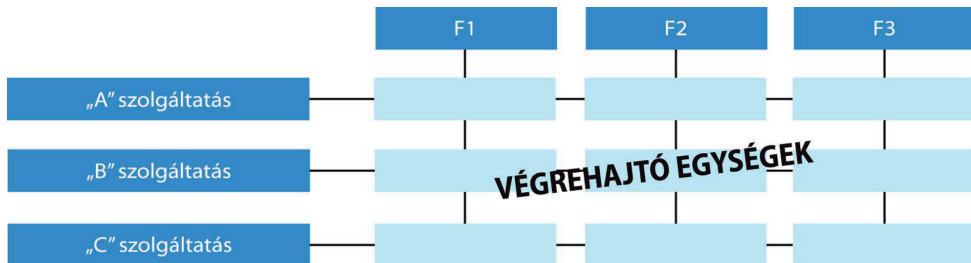 F1 F2 F3
„A” szolgáltatás
„B” szolgáltatás
VÉGREHAJTÓ EGYSÉGEK
„C” szolgáltatás